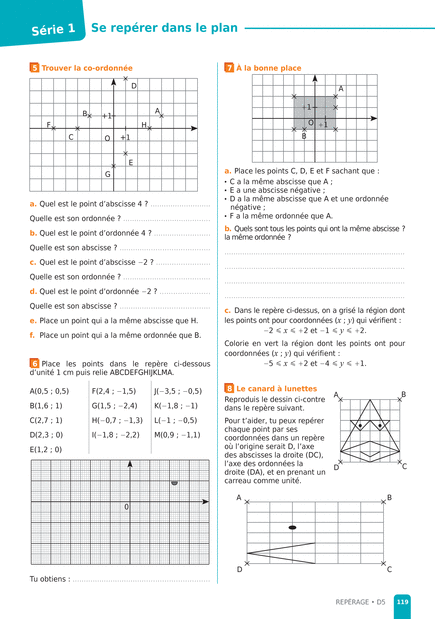 Série 1
Se repérer dans le plan
5 Trouver la co-ordonnée
D
A
B
+1
F
H
C
O
+1
E
G
a. Quel est le point d'abscisse 4 ? ........................
Quelle est son ordonnée ? ........................
b. Quel est le point d'ordonnée 4 ? ........................
Quelle est son abscisse ? ........................
c. Quel est le point d'abscisse −2 ? ........................
Quelle est son ordonnée ? ........................
d. Quel est le point d'ordonnée −2 ? ........................
Quelle est son abscisse ? ........................
e. Place un point qui a la même abscisse que H.
f. Place un point qui a la même ordonnée que B.
6 Place les points dans le repère ci-dessous
d'unité 1 cm puis relie ABCDEFGHIJKLMA.
A(0,5 ; 0,5) F(2,4 ; −1,5) J(−3,5 ; −0,5)
B(1,6 ; 1) G(1,5 ; −2,4) K(−1,8 ; −1)
C(2,7 ; 1) H(−0,7 ; −1,3) L(−1 ; −0,5)
D(2,3 ; 0) I(−1,8 ; −2,2) M(0,9 ; −1,1)
E(1,2 ; 0)
0
Tu obtiens : ........................
7 À la bonne place
A
+1
O
+1
B
a. Place les points C, D, E et F sachant que :
• C a la même abscisse que A ;
• E a une abscisse négative ;
• D a la même abscisse que A et une ordonnée
négative ;
• F a la même ordonnée que A.
b. Quels sont tous les points qui ont la même abscisse ?
la même ordonnée ?
........................
........................
........................
........................
c. Dans le repère ci-dessus, on a grisé la région dont
les points ont pour coordonnées (x ; y) qui vérifient :
−2 ⩽ x ⩽ +2 et −1 ⩽ y ⩽ +2.
Colorie en vert la région dont les points ont pour
coordonnées (x ; y) qui vérifient :
−5 ⩽ x ⩽ +2 et −4 ⩽ y ⩽ +1.
8 Le canard à lunettes
Reproduis le dessin ci-contre
dans le repère suivant.
Pour t'aider, tu peux repérer
chaque point par ses
coordonnées dans un repère
où l'origine serait D, l'axe
des abscisses la droite (DC),
l'axe des ordonnées la
droite (DA), et en prenant un
carreau comme unité.
A
B
D
C
A
B
D
C
REPÉRAGE • D5
119